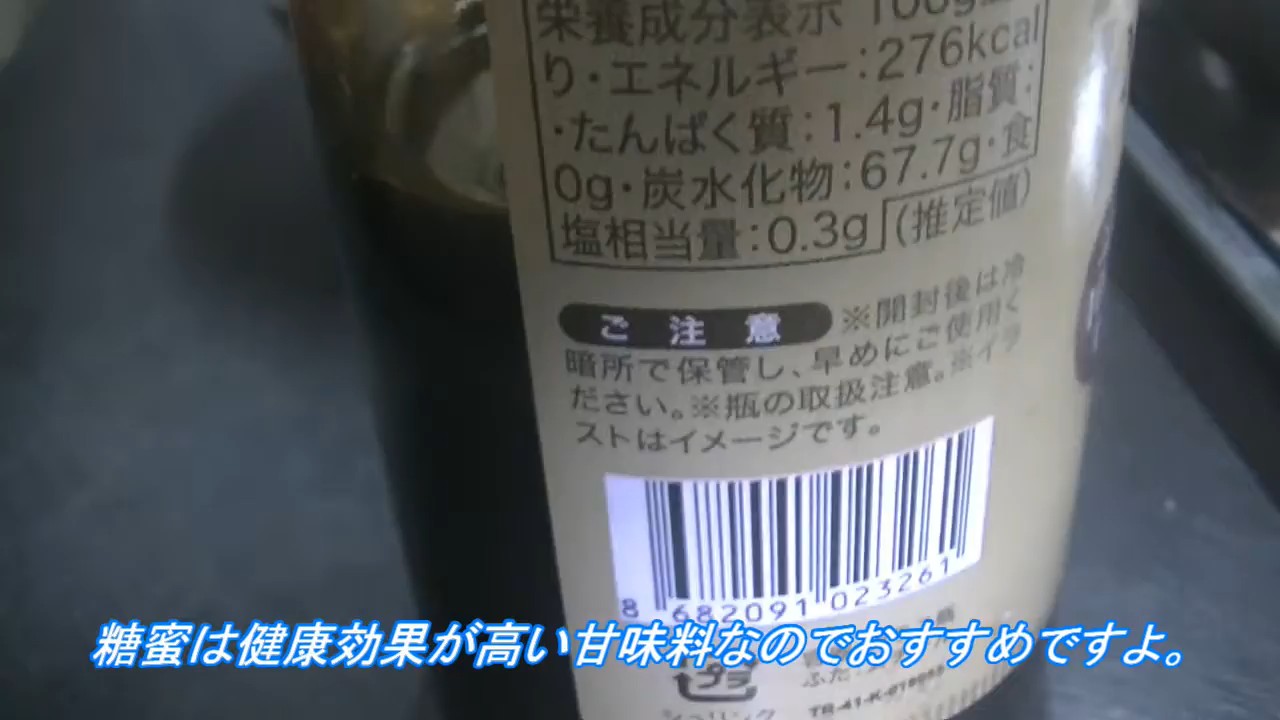 栄養成分表示 100g
り・エネルギー：276kcal
・たんぱく質：1.4g・脂質：
0g・炭水化物：67.7g・食
塩相当量：0.3g (推定値)
ご注意 ※開封後は冷
暗所で保管し、早めにご使用く
ださい。※瓶の取扱注意。※イラ
ストはイメージです。
8 682091 023261
糖蜜は健康効果が高い甘味料なのでおすすめですよ。
プラ